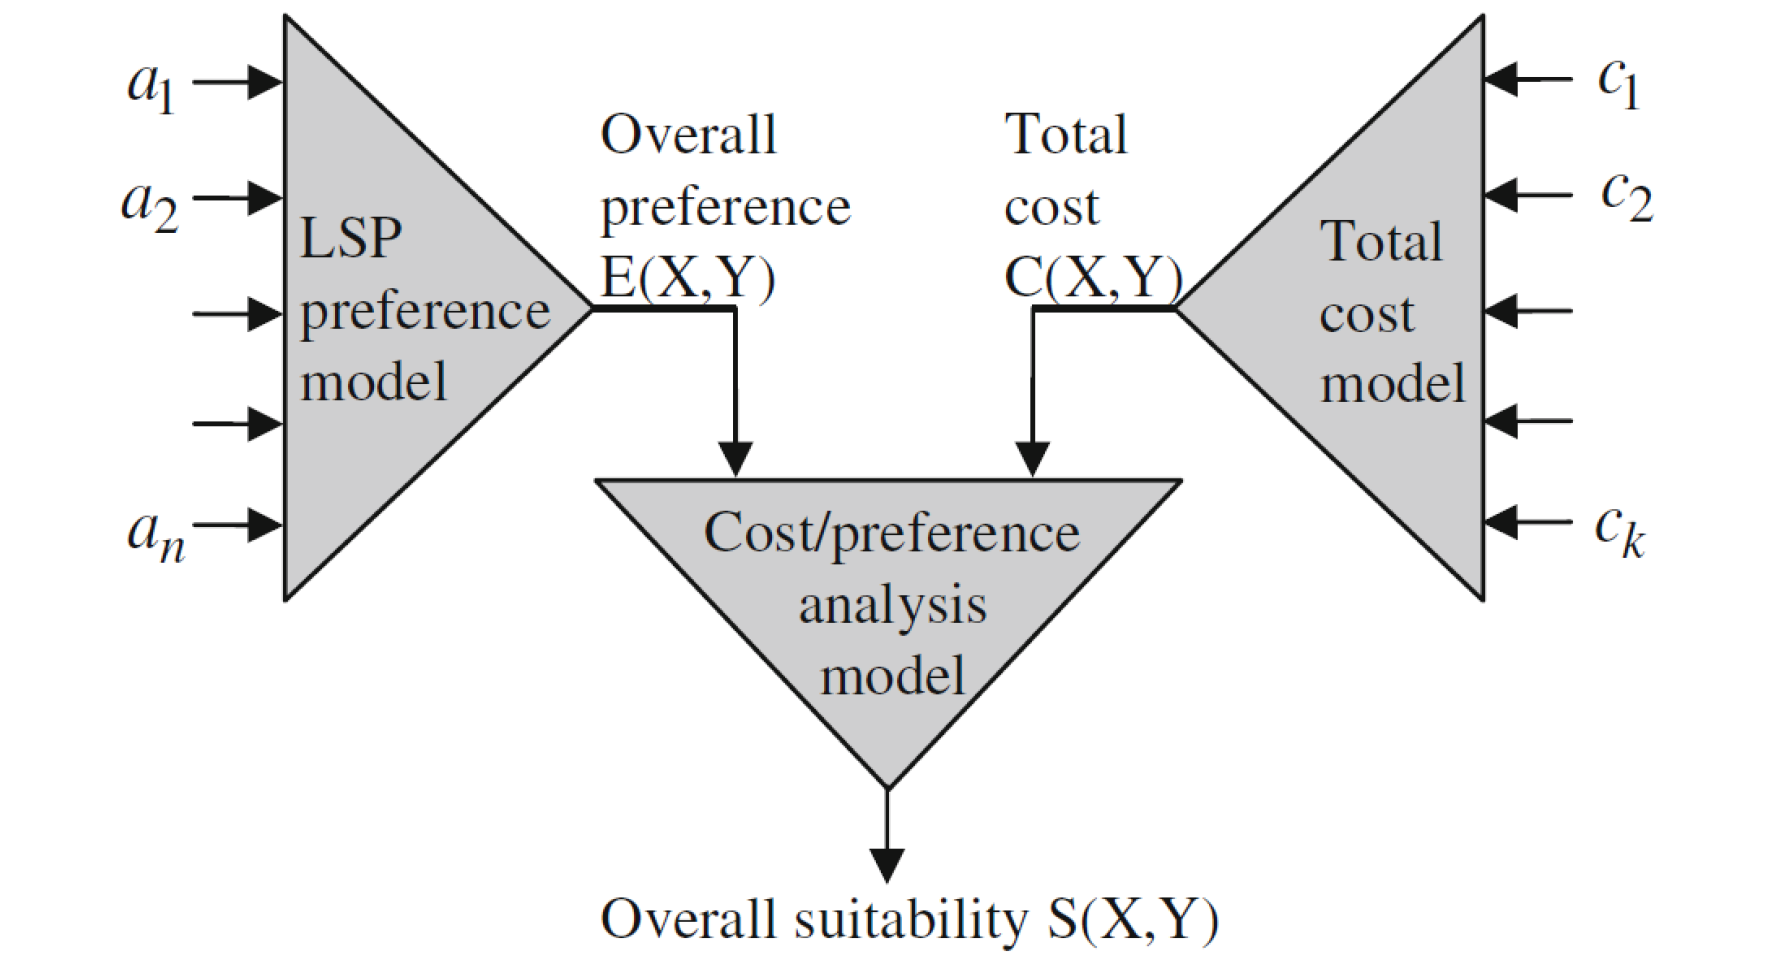 a1
a2
an
LSP
preference
model
Overall
preference
E(X,Y)
Total
cost
C(X,Y)
Total
cost
model
c1
c2
ck
Cost/preference
analysis
model
Overall suitability S(X,Y)